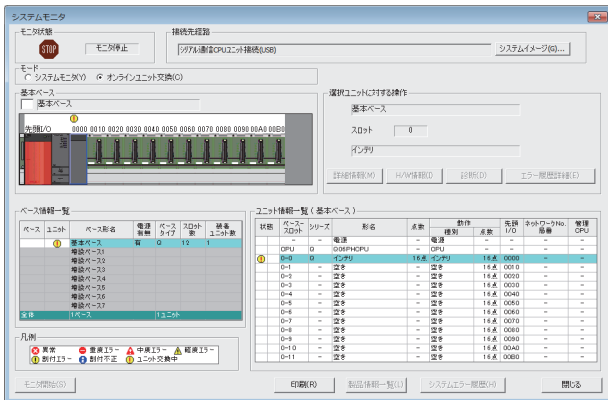 システムモニタ
モニタ状態
STOP
モニタ停止
接続先経路
シリアル通信CPUユニット接続(USB)
システムイメージ(G)...
モード
システムモニタ(Y)
オンラインユニット交換(O)
基本ベース
基本ベース
先頭I/O 0000 0010 0020 0030 0040 0050 0060 0070 0080 0090 00A0 00B0
選択ユニットに対する操作
基本ベース
スロット 0
インテリ
詳細情報(M) H/W情報(I) 診断(D) エラー履歴詳細(E)
ベース情報一覧
ベース ユニット ベース形名 電源有無 ベースタイプ スロット数 装着ユニット数
基本ベース 有 Q 12 1
増設ベース1
増設ベース2
増設ベース3
増設ベース4
増設ベース5
増設ベース6
増設ベース7
全体 1ベース 1ユニット
ユニット情報一覧(基本ベース)
状態 ベース-スロット シリーズ 形名 点数 動作 種別 点数 先頭I/O ネットワークNo.局番 管理CPU
- - 電源 - 電源 - - - -
CPU Q Q06PHCPU - CPU - - - -
0-0 Q インテリ 16点 インテリ 16点 0000 - -
0-1 - 空き - 空き 16点 0010 - -
0-2 - 空き - 空き 16点 0020 - -
0-3 - 空き - 空き 16点 0030 - -
0-4 - 空き - 空き 16点 0040 - -
0-5 - 空き - 空き 16点 0050 - -
0-6 - 空き - 空き 16点 0060 - -
0-7 - 空き - 空き 16点 0070 - -
0-8 - 空き - 空き 16点 0080 - -
0-9 - 空き - 空き 16点 0090 - -
0-10 - 空き - 空き 16点 00A0 - -
0-11 - 空き - 空き 16点 00B0 - -
凡例
異常 重度エラー 中度エラー 軽度エラー
割付エラー 割付不正 ユニット交換中
モニタ開始(S) 印刷(R) 製品情報一覧(L) システムエラー履歴(H) 閉じる